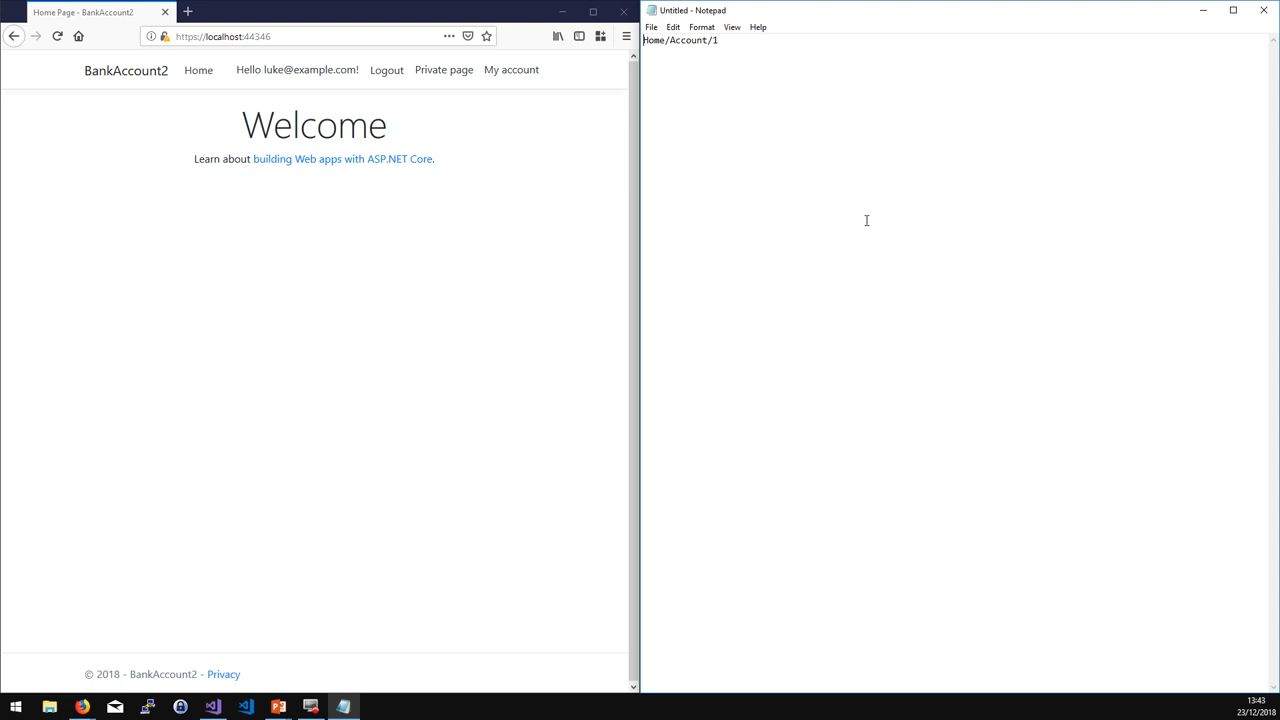 Home Page - BankAccount2
https://localhost:44346
BankAccount2
Home
Hello luke@example.com!
Logout
Private page
My account
Welcome
Learn about building Web apps with ASP.NET Core.
© 2018 - BankAccount2 - Privacy
Untitled - Notepad
File Edit Format View Help
Home/Account/1
13:43
23/12/2018